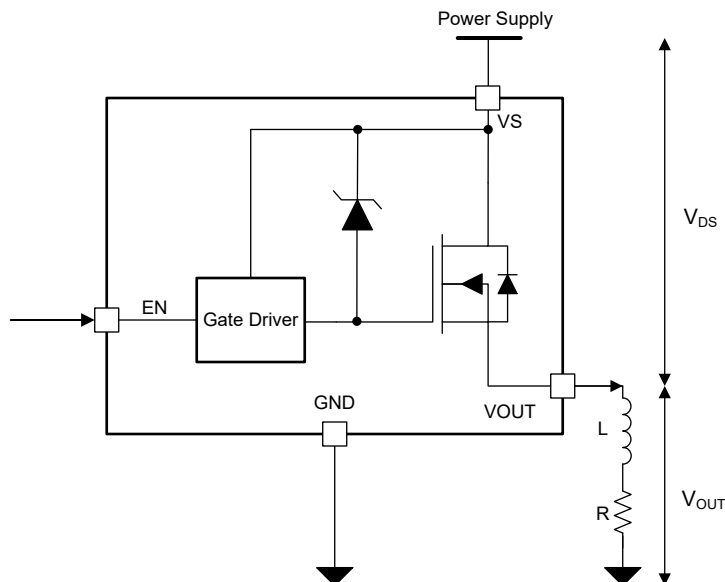 Power Supply
VS
V_DS
EN
Gate Driver
GND
VOUT
L
R
V_OUT